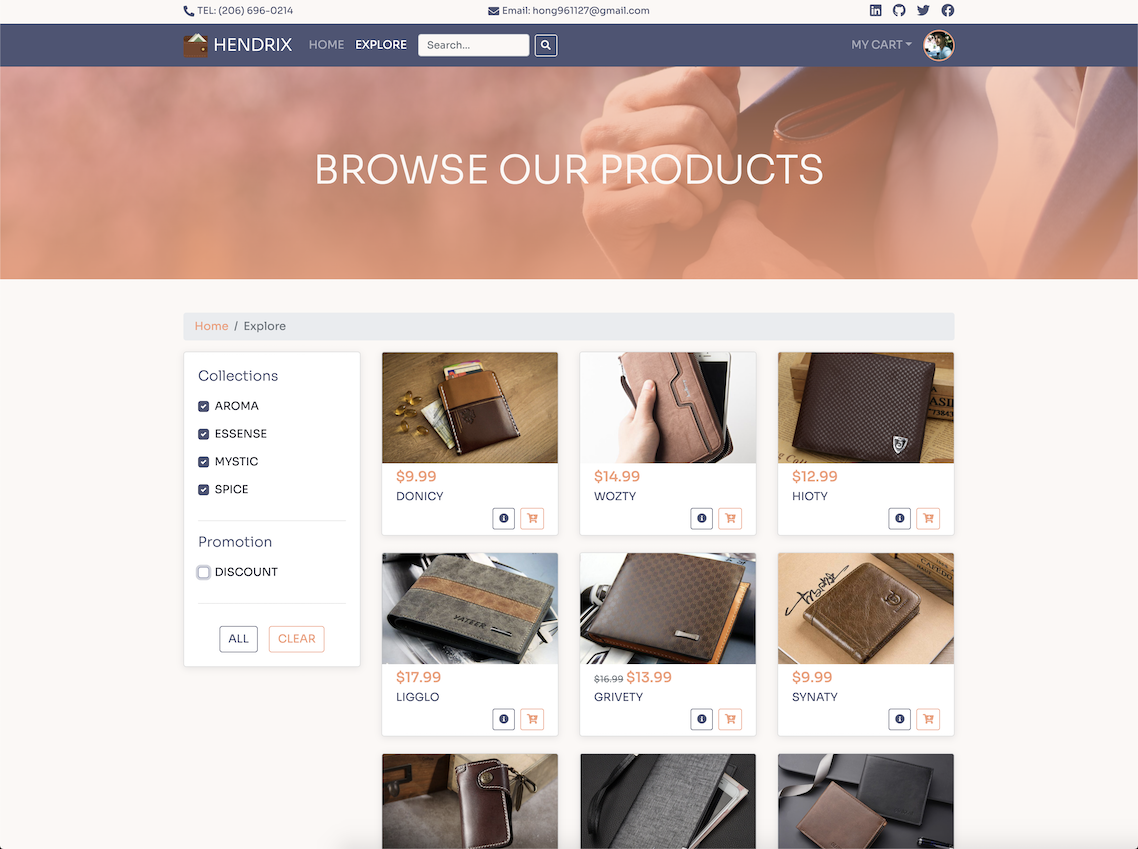 TEL: (206) 696-0214
Email: hong961127@gmail.com
HENDRIX
HOME
EXPLORE
Search...
MY CART
BROWSE OUR PRODUCTS
Home / Explore
Collections
AROMA
ESSENSE
MYSTIC
SPICE
Promotion
DISCOUNT
ALL
CLEAR
$9.99
DONICY
$14.99
WOZTY
$12.99
HIOTY
YATEER
$17.99
LIGGLO
$16.99 $13.99
GRIVETY
$9.99
SYNATY